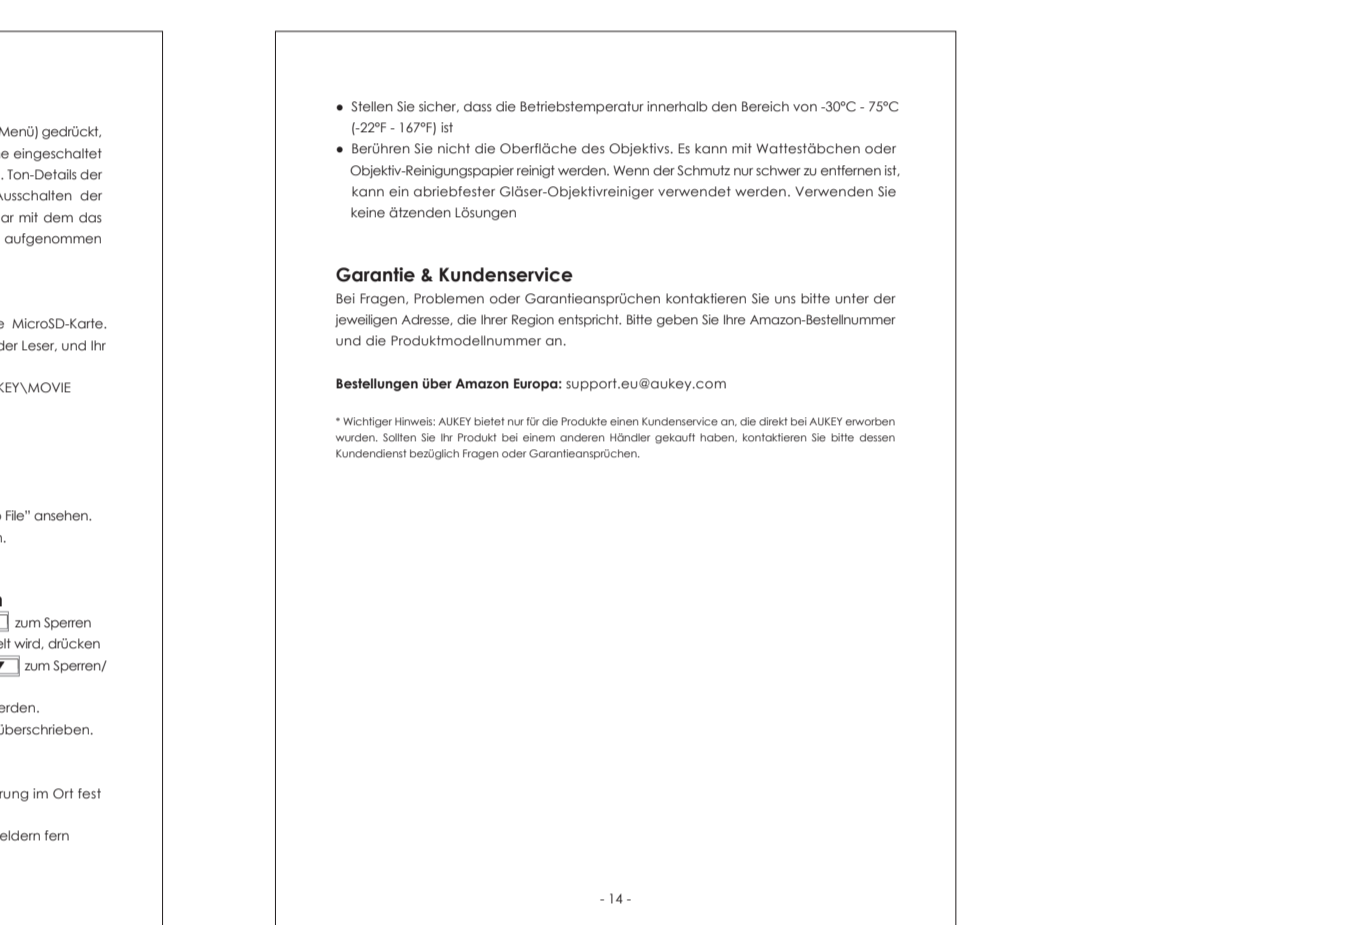 Menü) gedrückt,
e eingeschaltet
. Ton-Details der
Ausschalten der
ar mit dem das
aufgenommen
e MicroSD-Karte.
der Leser, und Ihr
KEY\MOVIE
File" ansehen.
n.
zum Sperren
elt wird, drücken
zum Sperren/
erden.
überschrieben.
rung im Ort fest
eldern fern
● Stellen Sie sicher, dass die Betriebstemperatur innerhalb den Bereich von -30ºC - 75ºC
(-22ºF - 167ºF) ist
● Berühren Sie nicht die Oberfläche des Objektivs. Es kann mit Wattestäbchen oder
Objektiv-Reinigungspapier reinigt werden. Wenn der Schmutz nur schwer zu entfernen ist,
kann ein abriebfester Gläser-Objektivreiniger verwendet werden. Verwenden Sie
keine ätzenden Lösungen
Garantie & Kundenservice
Bei Fragen, Problemen oder Garantieansprüchen kontaktieren Sie uns bitte unter der
jeweiligen Adresse, die Ihrer Region entspricht. Bitte geben Sie Ihre Amazon-Bestellnummer
und die Produktmodellnummer an.
Bestellungen über Amazon Europa: support.eu@aukey.com
* Wichtiger Hinweis: AUKEY bietet nur für die Produkte einen Kundenservice an, die direkt bei AUKEY erworben
wurden. Sollten Sie Ihr Produkt bei einem anderen Händler gekauft haben, kontaktieren Sie bitte dessen
Kundendienst bezüglich Fragen oder Garantieansprüchen.
- 14 -